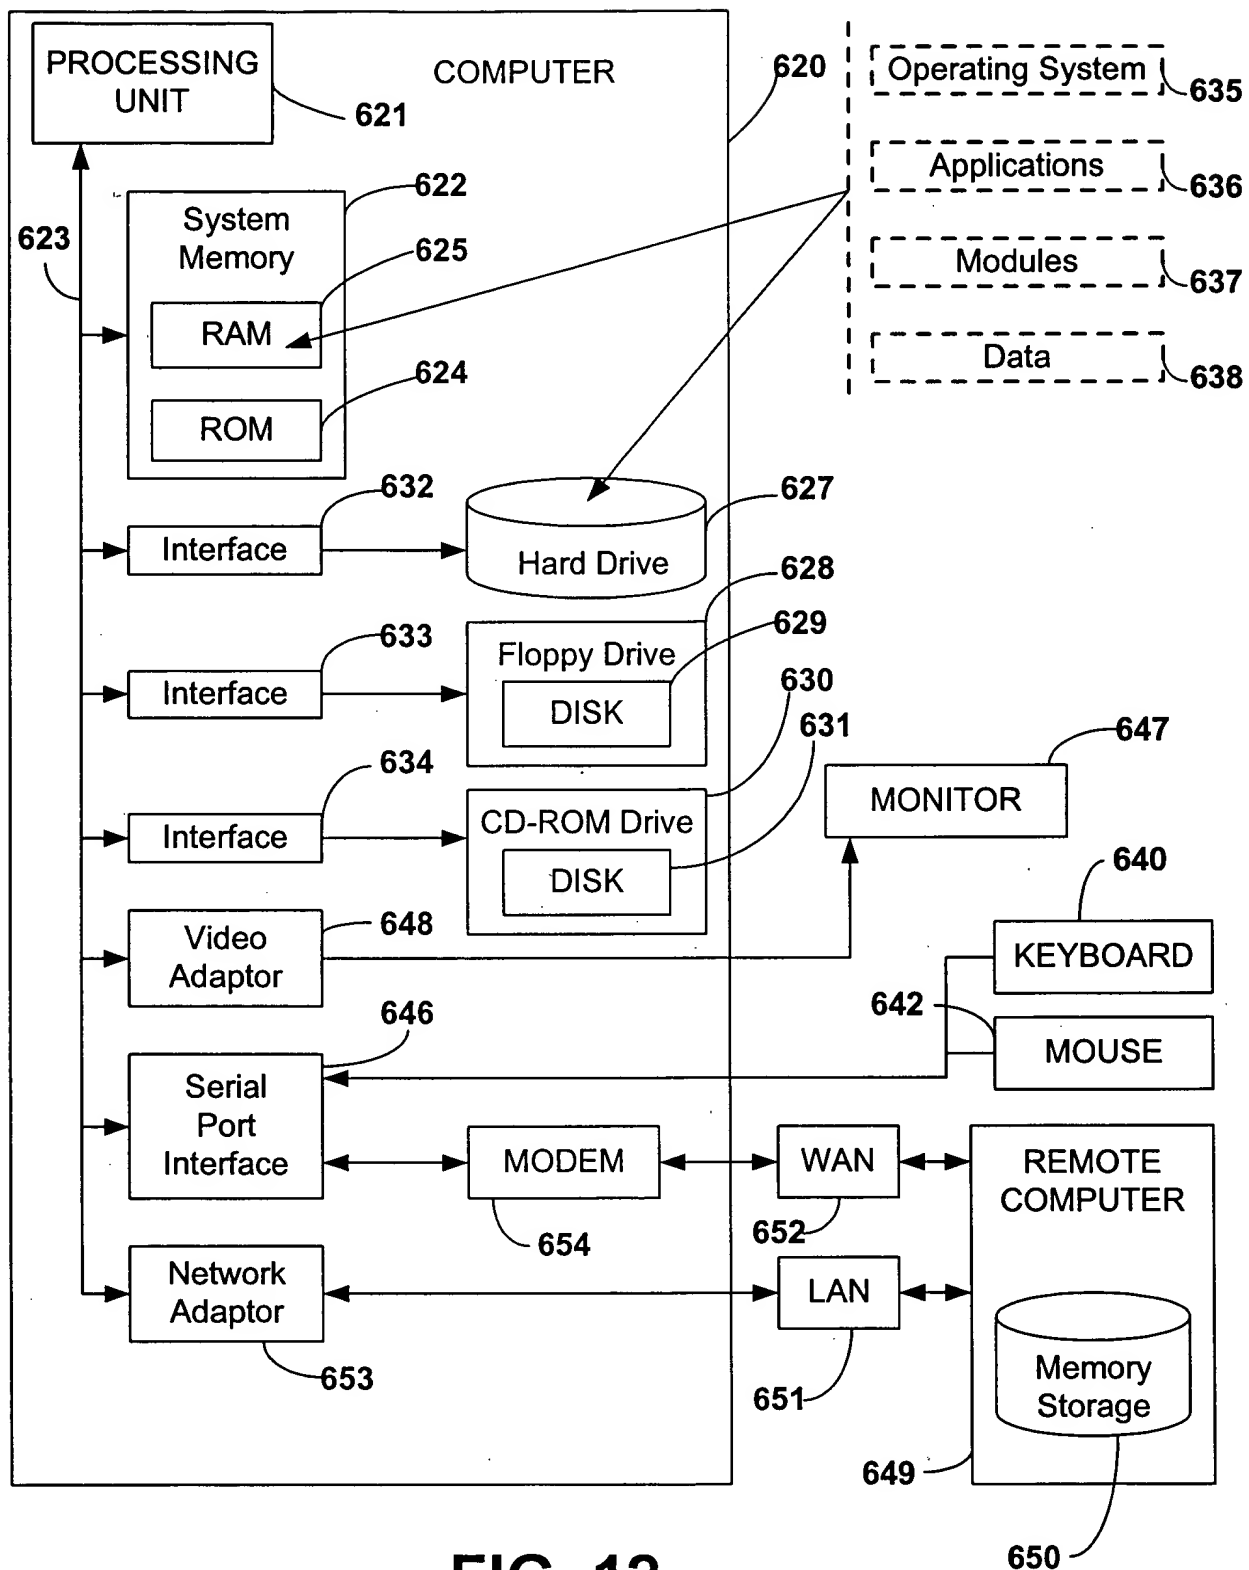 PROCESSING
UNIT
621
COMPUTER
620
Operating System
635
Applications
636
Modules
637
Data
638
623
622
System
Memory
625
RAM
624
ROM
632
Interface
627
Hard Drive
628
633
Interface
629
Floppy Drive
DISK
630
631
634
Interface
CD-ROM Drive
DISK
647
MONITOR
640
KEYBOARD
642
MOUSE
648
Video
Adaptor
646
Serial
Port
Interface
MODEM
654
WAN
652
REMOTE
COMPUTER
Network
Adaptor
653
LAN
651
Memory
Storage
649
650